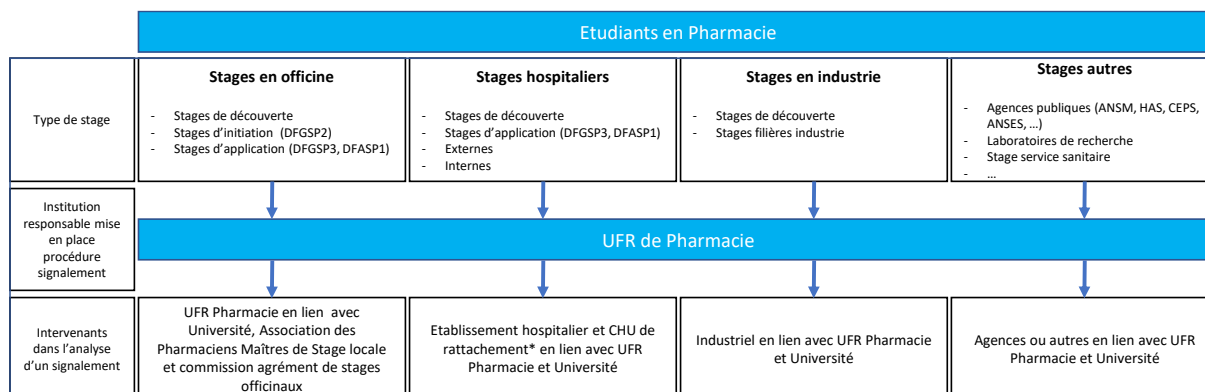 Etudiants en Pharmacie
Type de stage
Stages en officine
- Stages de découverte
- Stages d'initiation (DFGSP2)
- Stages d'application (DFGSP3, DFASP1)
Stages hospitaliers
- Stages de découverte
- Stages d'application (DFGSP3, DFASP1)
- Externes
- Internes
Stages en industrie
- Stages de découverte
- Stages filières industrie
Stages autres
- Agences publiques (ANSM, HAS, CEPS,
ANSES, ...)
- Laboratoires de recherche
- Stage service sanitaire
- ...
Institution
responsable mise
en place
procédure
signalement
UFR de Pharmacie
Intervenants
dans l'analyse
d'un signalement
UFR Pharmacie en lien avec
Université, Association des
Pharmaciens Maîtres de Stage locale
et commission agrément de stages
officinaux
Etablissement hospitalier et CHU de
rattachement* en lien avec UFR
Pharmacie et Université
Industriel en lien avec UFR Pharmacie
et Université
Agences ou autres en lien avec UFR
Pharmacie et Université